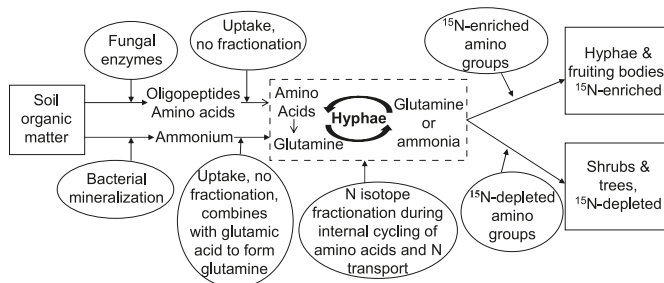 Fungal
enzymes
Uptake,
no fractionation
¹⁵N-enriched
amino
groups
Hyphae
& fruiting bodies
¹⁵N-enriched
Soil
organic
matter
Oligopeptides
Amino acids
Ammonium
Amino
Acids
Glutamine
Hyphae
Glutamine
or
ammonia
Bacterial
mineralization
Uptake, no
fractionation,
combines
with glutamic
acid to form
glutamine
N isotope
fractionation during
internal cycling of
amino acids and N
transport
¹⁵N-depleted
amino
groups
Shrubs &
trees,
¹⁵N-depleted